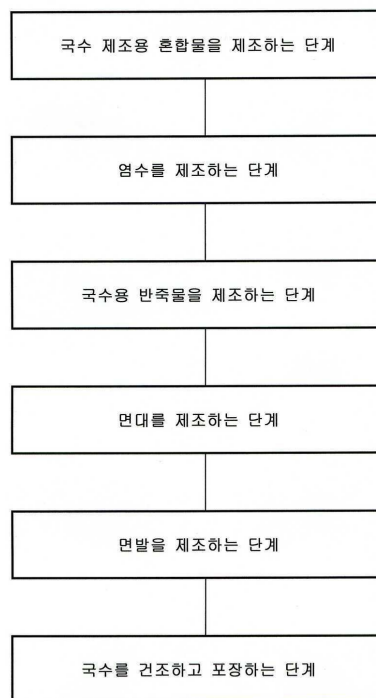 국수 제조용 혼합물을 제조하는 단계
염수를 제조하는 단계
국수용 반죽물을 제조하는 단계
면대를 제조하는 단계
면발을 제조하는 단계
국수를 건조하고 포장하는 단계